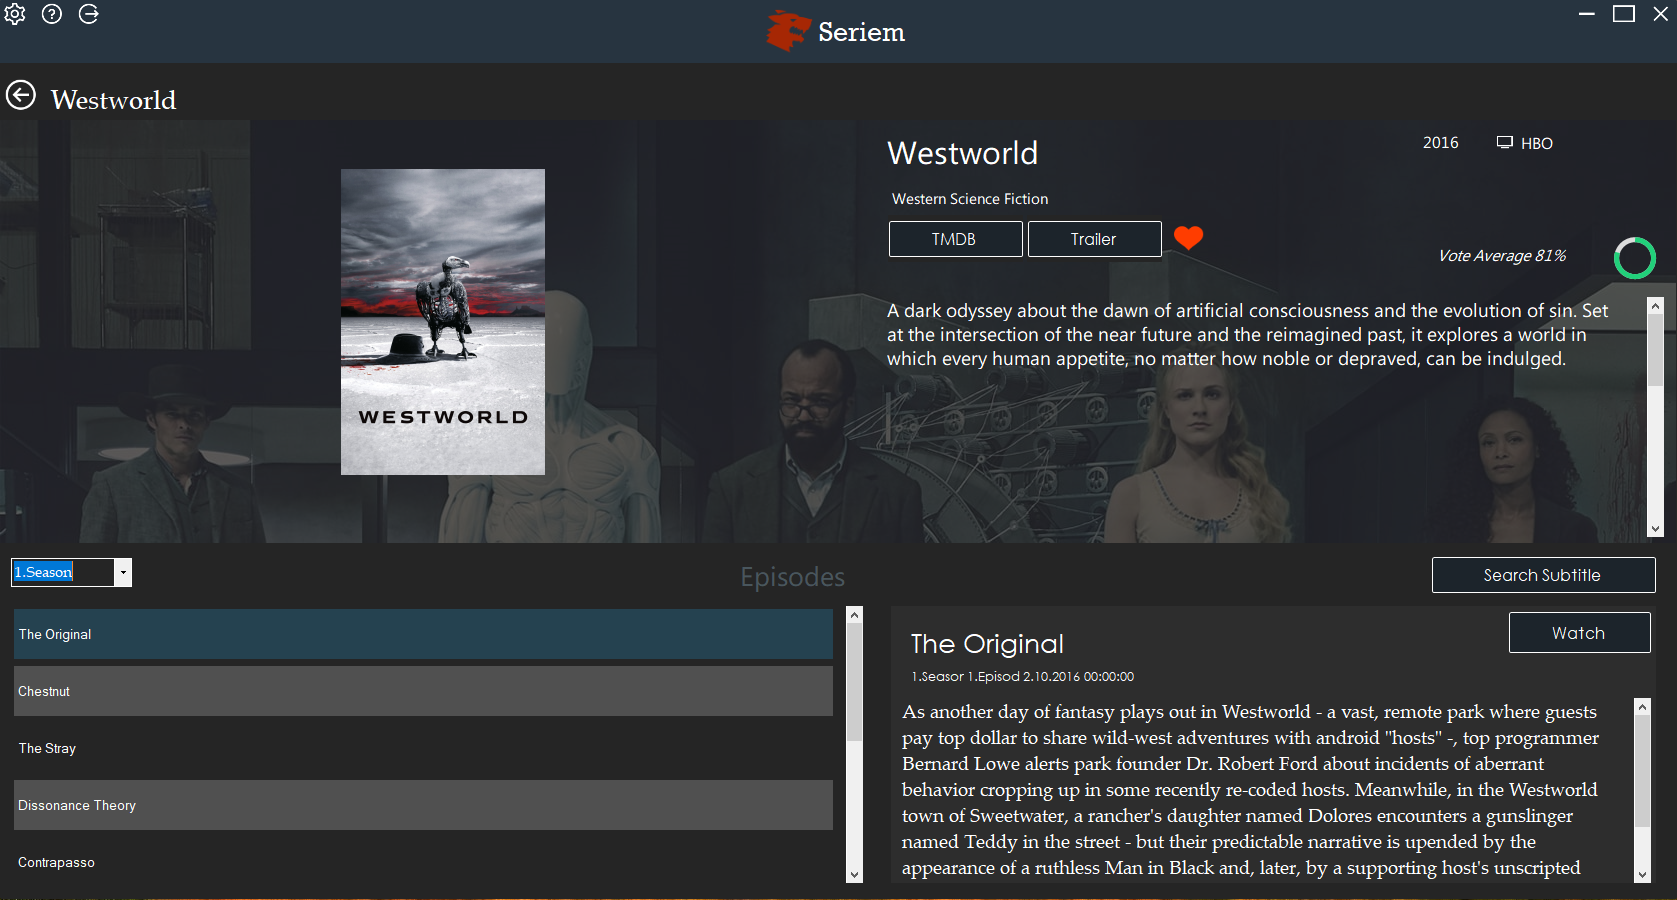 Seriem
Westworld
Westworld
2016
HBO
Western Science Fiction
TMDB
Trailer
Vote Average 81%
A dark odyssey about the dawn of artificial consciousness and the evolution of sin. Set
at the intersection of the near future and the reimagined past, it explores a world in
which every human appetite, no matter how noble or depraved, can be indulged.
WESTWORLD
1.Season
Episodes
Search Subtitle
The Original
Chestnut
The Stray
Dissonance Theory
Contrapasso
The Original
Watch
1.Seasor 1.Episod 2.10.2016 00:00:00
As another day of fantasy plays out in Westworld - a vast, remote park where guests
pay top dollar to share wild-west adventures with android "hosts" -, top programmer
Bernard Lowe alerts park founder Dr. Robert Ford about incidents of aberrant
behavior cropping up in some recently re-coded hosts. Meanwhile, in the Westworld
town of Sweetwater, a rancher's daughter named Dolores encounters a gunslinger
named Teddy in the street - but their predictable narrative is upended by the
appearance of a ruthless Man in Black and, later, by a supporting host's unscripted